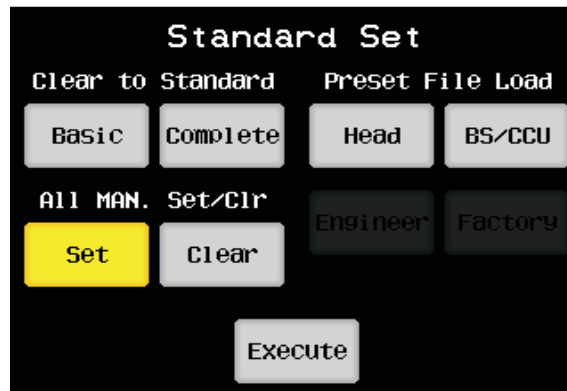 Standard Set
Clear to Standard Preset File Load
Basic Complete Head BS/CCU
All MAN. Set/Clr
Engineer Factory
Set Clear
Execute